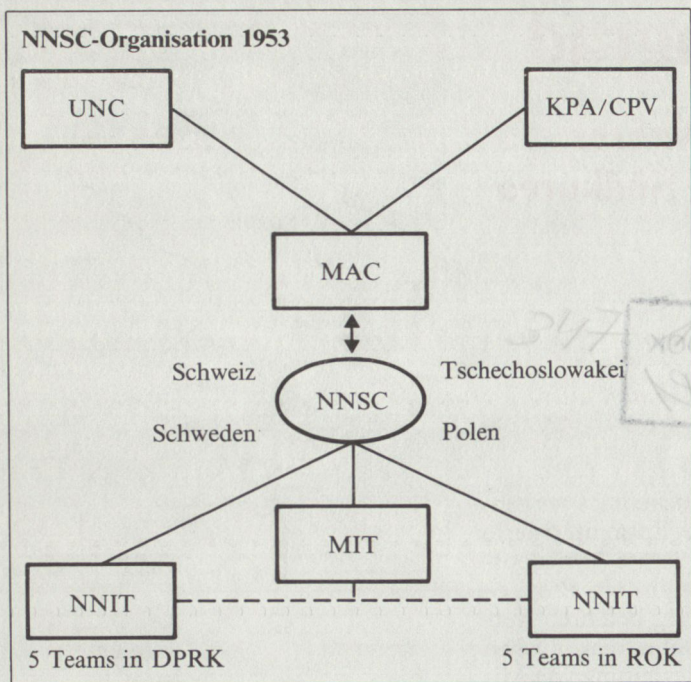 NNSC-Organisation 1953
UNC
KPA/CPV
MAC
Schweiz
Tschechoslowakei
NNSC
Schweden
Polen
MIT
NNIT
NNIT
5 Teams in DPRK
5 Teams in ROK